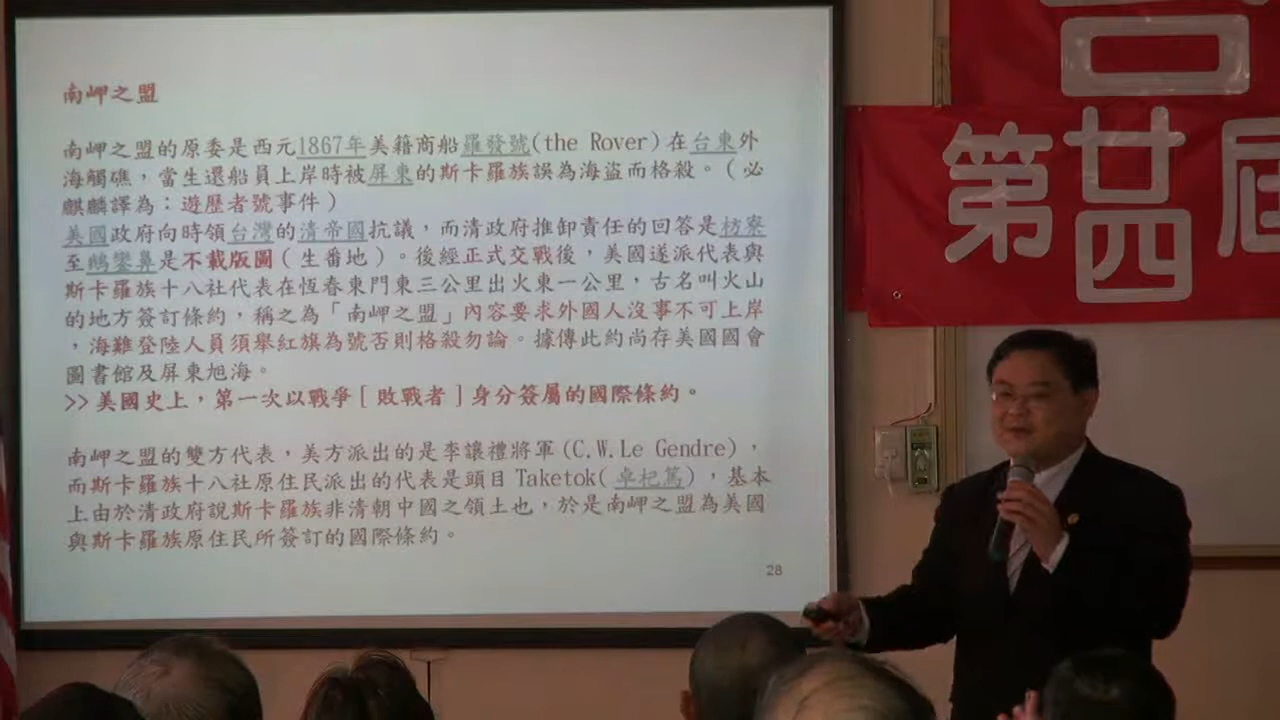 南岬之盟
南岬之盟的原委是西元1867年美籍商船羅發號(the Rover)在台東外
海觸礁，當生還船員上岸時被屏東的斯卡羅族誤為海盜而格殺。(必
麒麟譯為：遊歷者號事件)
美國政府向時領台灣的清帝國抗議，而清政府推卸責任的回答是枋寮
至鵝鑾鼻是不載版圖(生番地)。後經正式交戰後，美國遂派代表與
斯卡羅族十八社代表在恆春東門東三公里出火東一公里，古名叫火山
的地方簽訂條約，稱之為「南岬之盟」內容要求外國人沒事不可上岸
，海難登陸人員須舉紅旗為號否則格殺勿論。據傳此約尚存美國國會
圖書館及屏東旭海。
>> 美國史上，第一次以戰爭[敗戰者]身分簽屬的國際條約。
南岬之盟的雙方代表，美方派出的是李讓禮將軍(C.W.Le Gendre)，
而斯卡羅族十八社原住民派出的代表是頭目Taketok(卓杞篤)，基本
上由於清政府說斯卡羅族非清朝中國之領土也，於是南岬之盟為美國
與斯卡羅族原住民所簽訂的國際條約。
28
第廿四屆